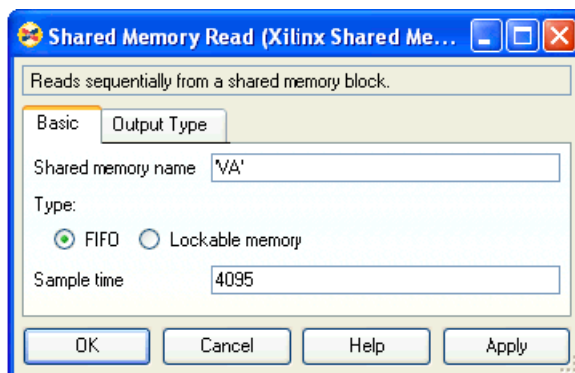 Shared Memory Read (Xilinx Shared Me...
Reads sequentially from a shared memory block.
Basic Output Type
Shared memory name 'VA'
Type:
FIFO Lockable memory
Sample time 4095
OK Cancel Help Apply